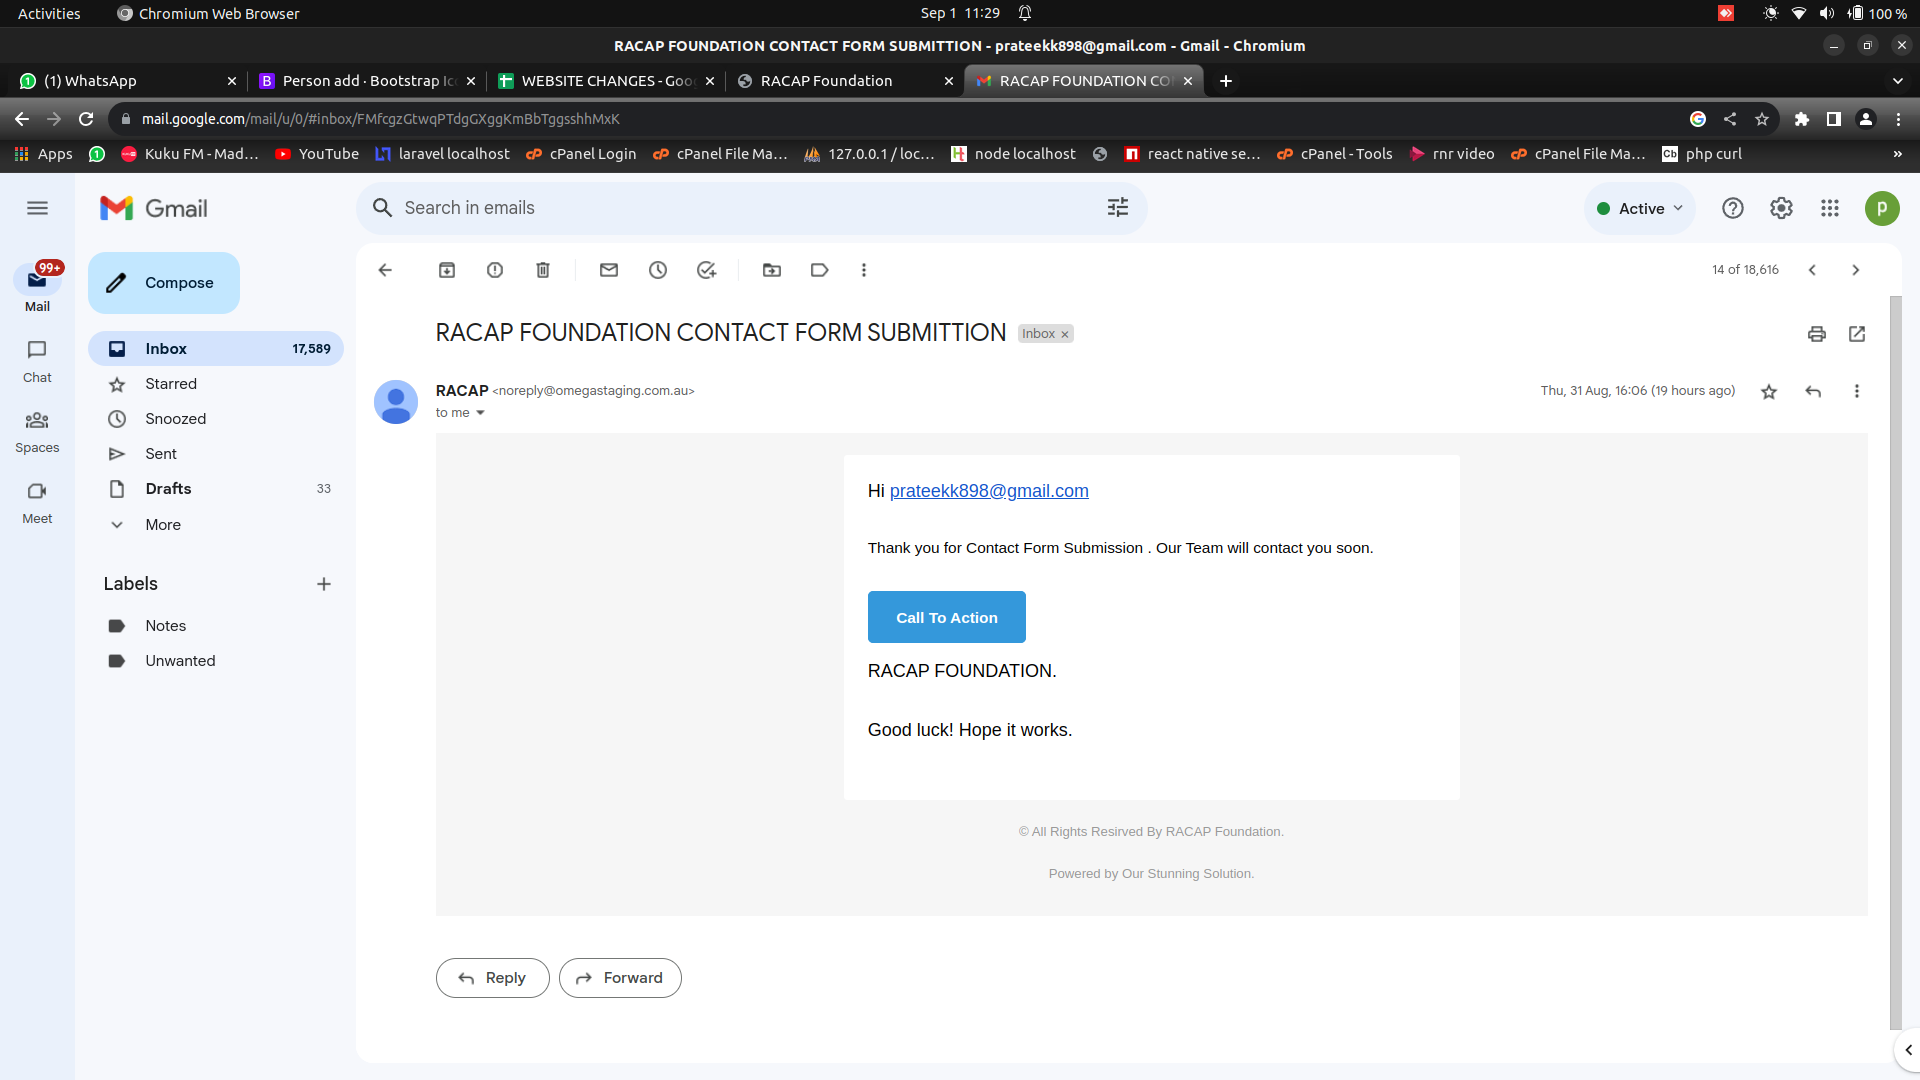 Activities
Chromium Web Browser
Sep 1 11:29
100 %
RACAP FOUNDATION CONTACT FORM SUBMITTION - prateekk898@gmail.com - Gmail - Chromium
(1) WhatsApp
Person add · Bootstrap Ic
WEBSITE CHANGES - Goo
RACAP Foundation
RACAP FOUNDATION CO
mail.google.com/mail/u/0/#inbox/FMfcgzGtwqPTdgGXggKmBbTggsshhMxK
Apps
Kuku FM - Mad...
YouTube
laravel localhost
cPanel Login
cPanel File Ma...
127.0.0.1 / loc...
node localhost
react native se...
cPanel - Tools
rnr video
cPanel File Ma...
Cb
php curl
»
Gmail
Search in emails
Active
p
99+
Mail
Chat
Spaces
Meet
Compose
Inbox 17,589
Starred
Snoozed
Sent
Drafts 33
More
Labels
Notes
Unwanted
14 of 18,616
RACAP FOUNDATION CONTACT FORM SUBMITTION Inbox ×
RACAP <noreply@omegastaging.com.au>
Thu, 31 Aug, 16:06 (19 hours ago)
to me
Hi prateekk898@gmail.com
Thank you for Contact Form Submission . Our Team will contact you soon.
Call To Action
RACAP FOUNDATION.
Good luck! Hope it works.
© All Rights Resirved By RACAP Foundation.
Powered by Our Stunning Solution.
Reply
Forward